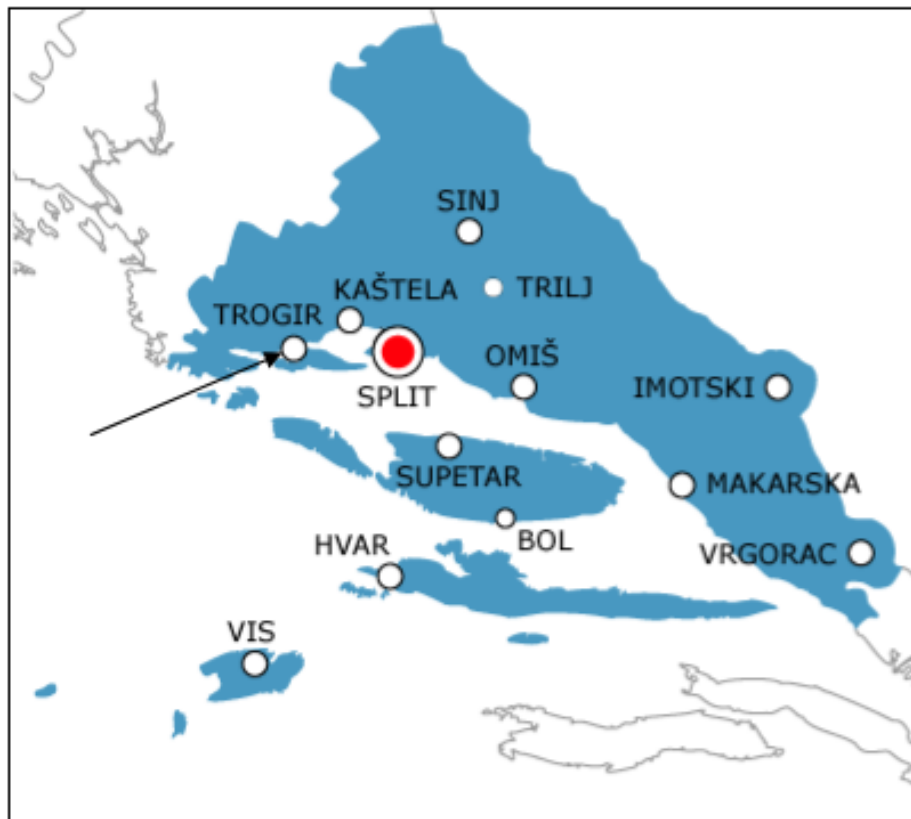 SINJ
TRILJ
KAŠTELA
TROGIR
SPLIT
OMIŠ
IMOTSKI
SUPETAR
MAKARSKA
BOL
HVAR
VRGORAC
VIS